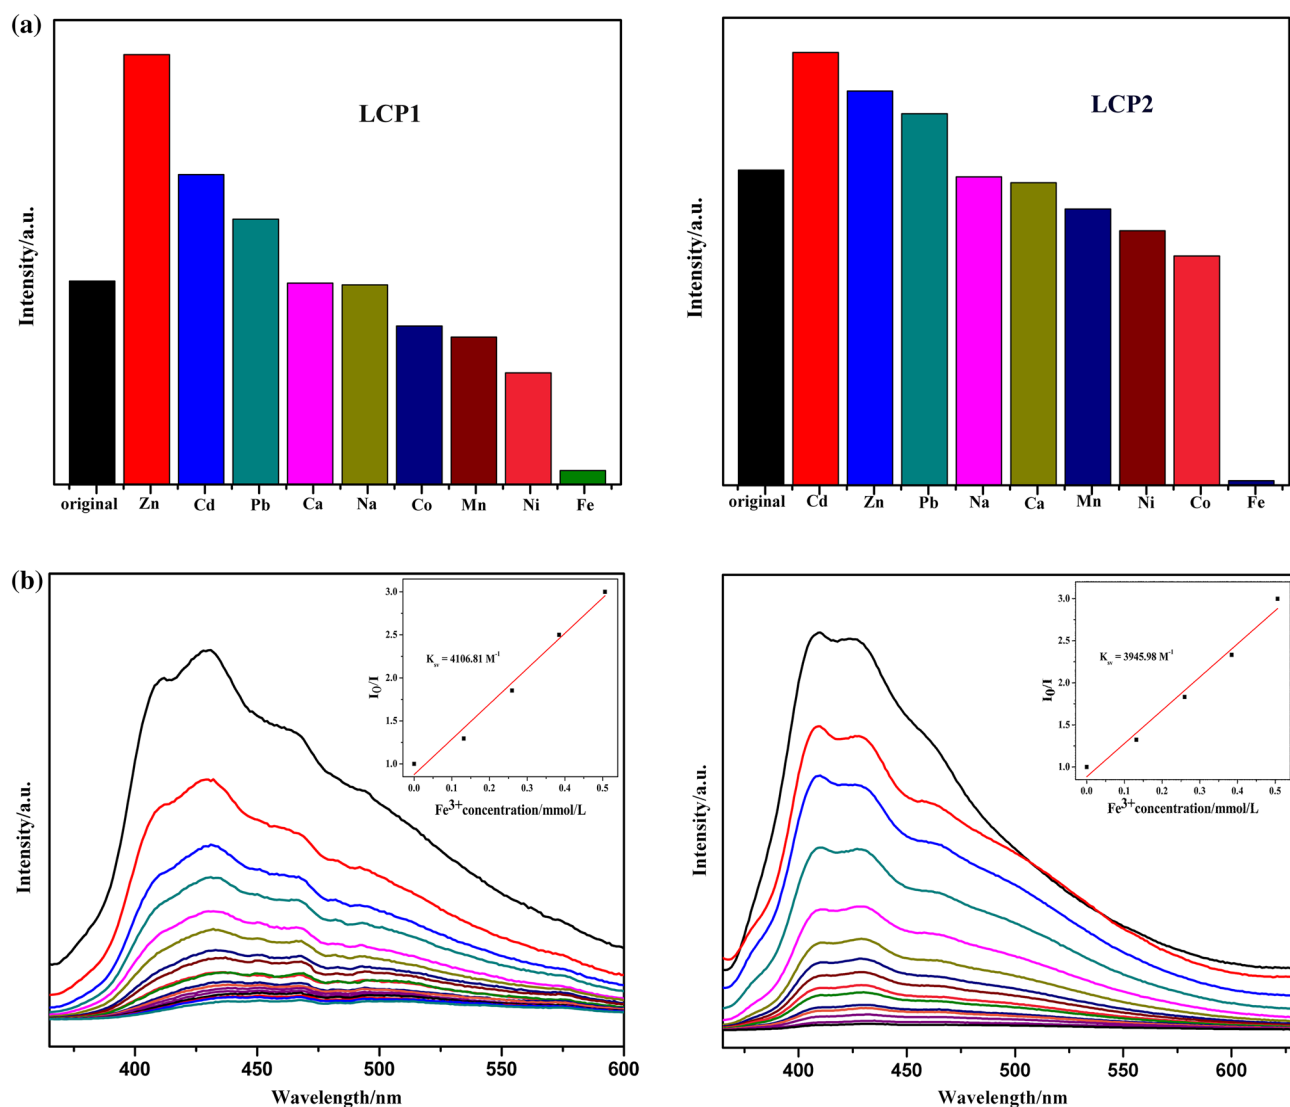 (a)
LCP1
Intensity/a.u.
original Zn Cd Pb Ca Na Co Mn Ni Fe
LCP2
Intensity/a.u.
original Cd Zn Pb Na Ca Mn Ni Co Fe
(b)
Intensity/a.u.
400 450 500 550 600
Wavelength/nm
3.0
2.5
2.0
1.5
1.0
I0/I
Ksv = 4106.81 M-1
0.0 0.1 0.2 0.3 0.4 0.5
Fe3+concentration/mmol/L
Intensity/a.u.
400 450 500 550 600
Wavelength/nm
3.0
2.5
2.0
1.5
1.0
I0/I
Ksv = 3945.98 M-1
0.0 0.1 0.2 0.3 0.4 0.5
Fe3+concentration/mmol/L